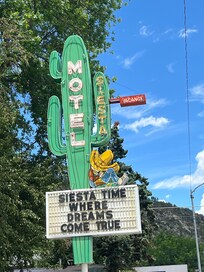 MOTEL
SIESTA
VACANCY
SIESTA TIME
WHERE
DREAMS
COME TRUE